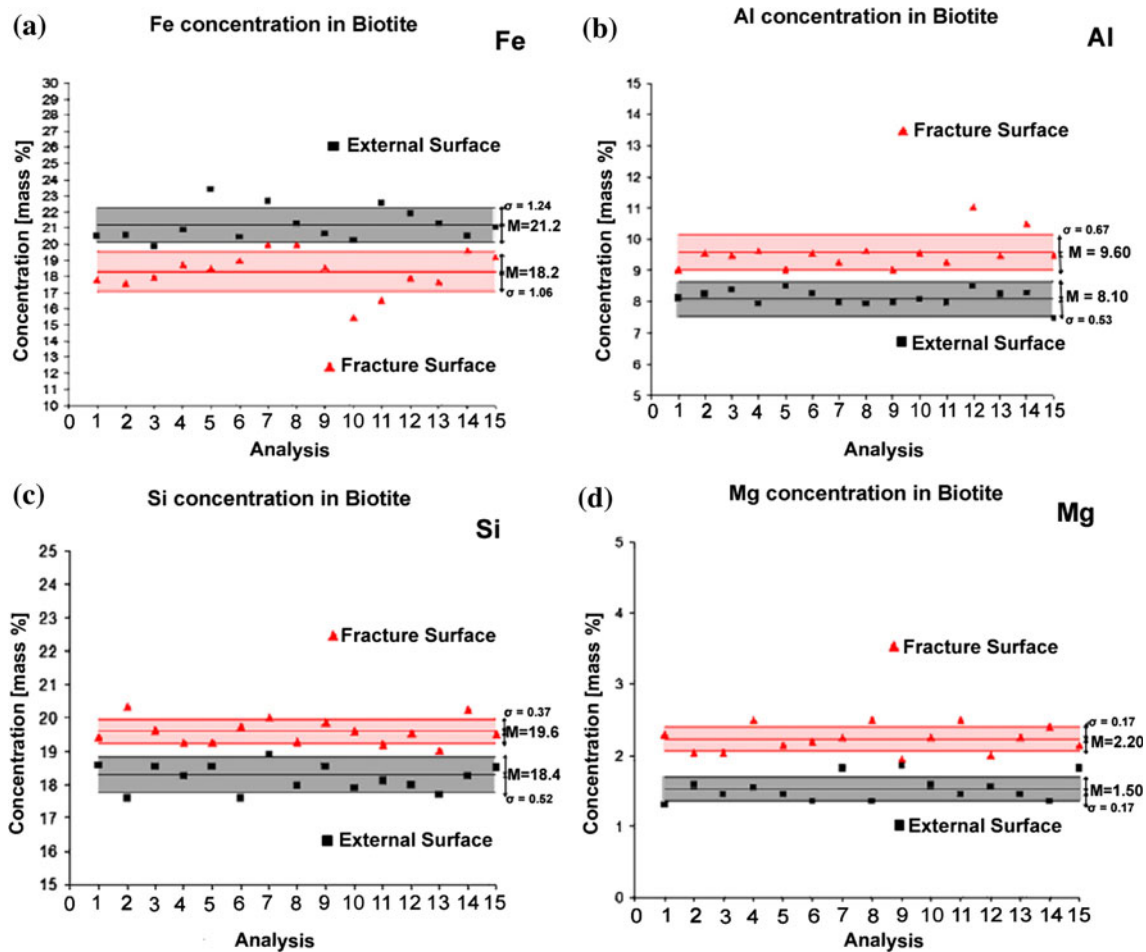 (a)
Fe concentration in Biotite
Fe
Concentration [mass %]
30
29
28
27
26
25
24
23
22
21
20
19
18
17
16
15
14
13
12
11
10
External Surface
σ = 1.24
M=21.2
M=18.2
σ = 1.06
Fracture Surface
0 1 2 3 4 5 6 7 8 9 10 11 12 13 14 15
Analysis
(b)
Al concentration in Biotite
Al
Concentration [mass %]
15
14
13
12
11
10
9
8
7
6
5
Fracture Surface
σ = 0.67
M = 9.60
M = 8.10
σ = 0.53
External Surface
0 1 2 3 4 5 6 7 8 9 10 11 12 13 14 15
Analysis
(c)
Si concentration in Biotite
Si
Concentration [mass %]
25
24
23
22
21
20
19
18
17
16
15
Fracture Surface
σ = 0.37
M=19.6
M=18.4
σ = 0.52
External Surface
0 1 2 3 4 5 6 7 8 9 10 11 12 13 14 15
Analysis
(d)
Mg concentration in Biotite
Mg
Concentration [mass %]
5
4
3
2
1
0
Fracture Surface
σ = 0.17
M=2.20
M=1.50
σ = 0.17
External Surface
0 1 2 3 4 5 6 7 8 9 10 11 12 13 14 15
Analysis